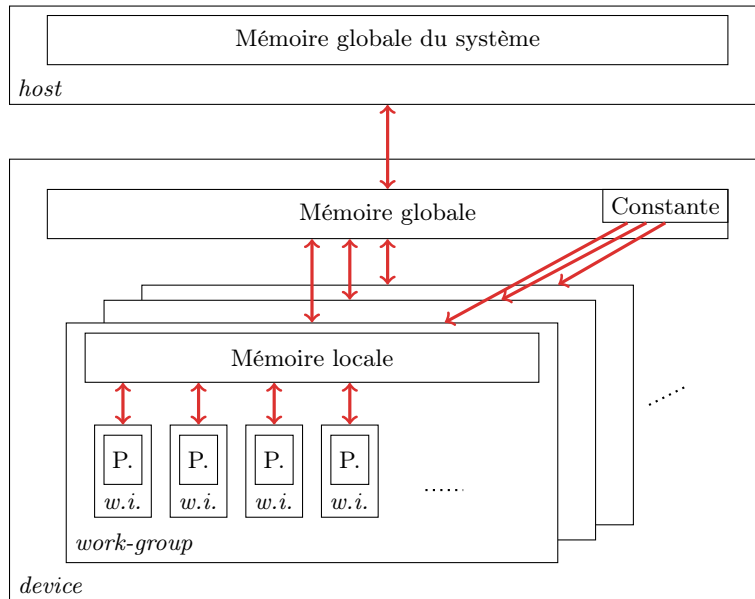 Mémoire globale du système
host
Mémoire globale
Constante
Mémoire locale
P. P. P. P.
w.i. w.i. w.i. w.i.
......
......
work-group
device